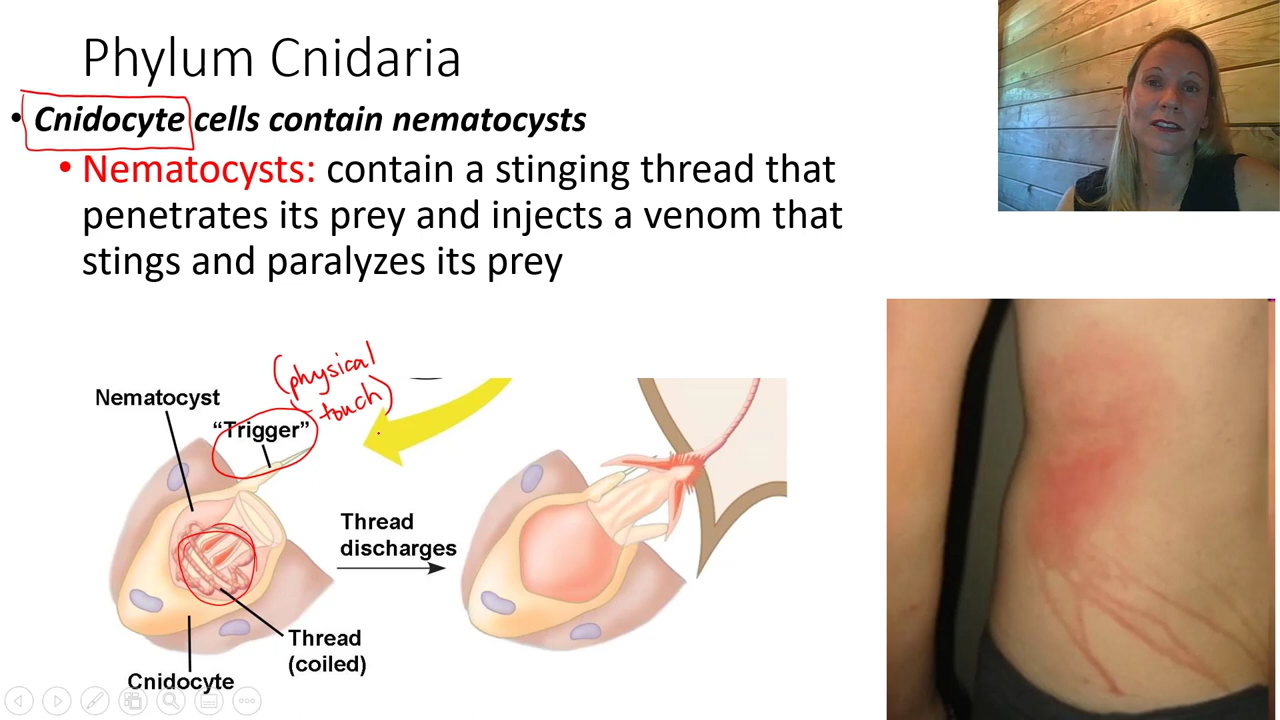 Phylum Cnidaria
• Cnidocyte cells contain nematocysts
• Nematocysts: contain a stinging thread that
penetrates its prey and injects a venom that
stings and paralyzes its prey
(physical
touch)
Nematocyst
“Trigger”
Thread
discharges
Thread
(coiled)
Cnidocyte